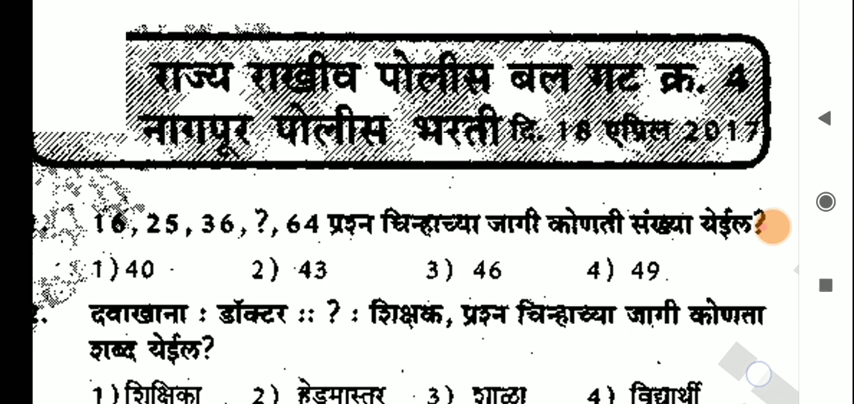 राज्य राखीव पोलीस बल गट क्र. 4
नागपूर पोलीस भरती दि. 18 एप्रिल 2017
16, 25, 36, ?, 64 प्रश्न चिन्हाच्या जागी कोणती संख्या येईल?
1) 40 2) 43 3) 46 4) 49.
2. दवाखाना : डॉक्टर :: ? : शिक्षक, प्रश्न चिन्हाच्या जागी कोणता
शब्द येईल?
1) शिक्षिका 2) हेडमास्तर 3) शाळा 4) विद्यार्थी